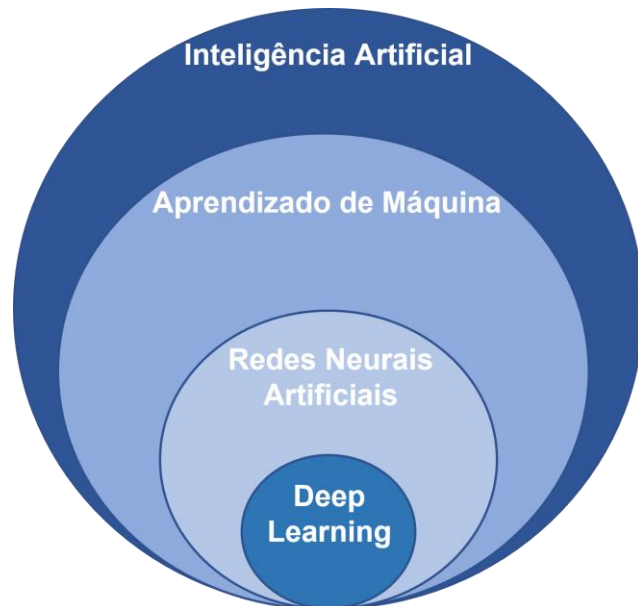 Inteligência Artificial
Aprendizado de Máquina
Redes Neurais
Artificiais
Deep
Learning